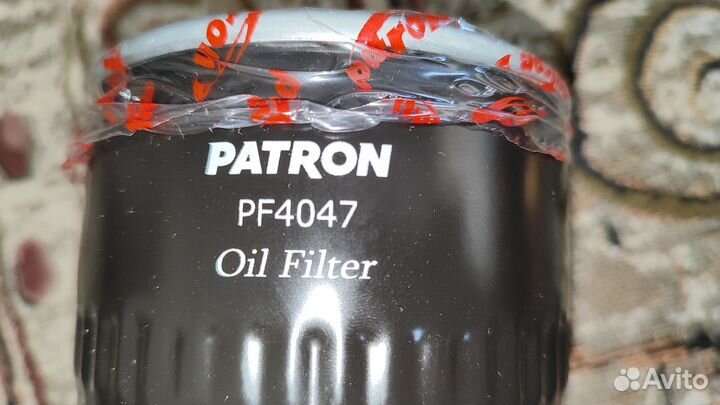 PATRON
PF4047
Oil Filter
Avito